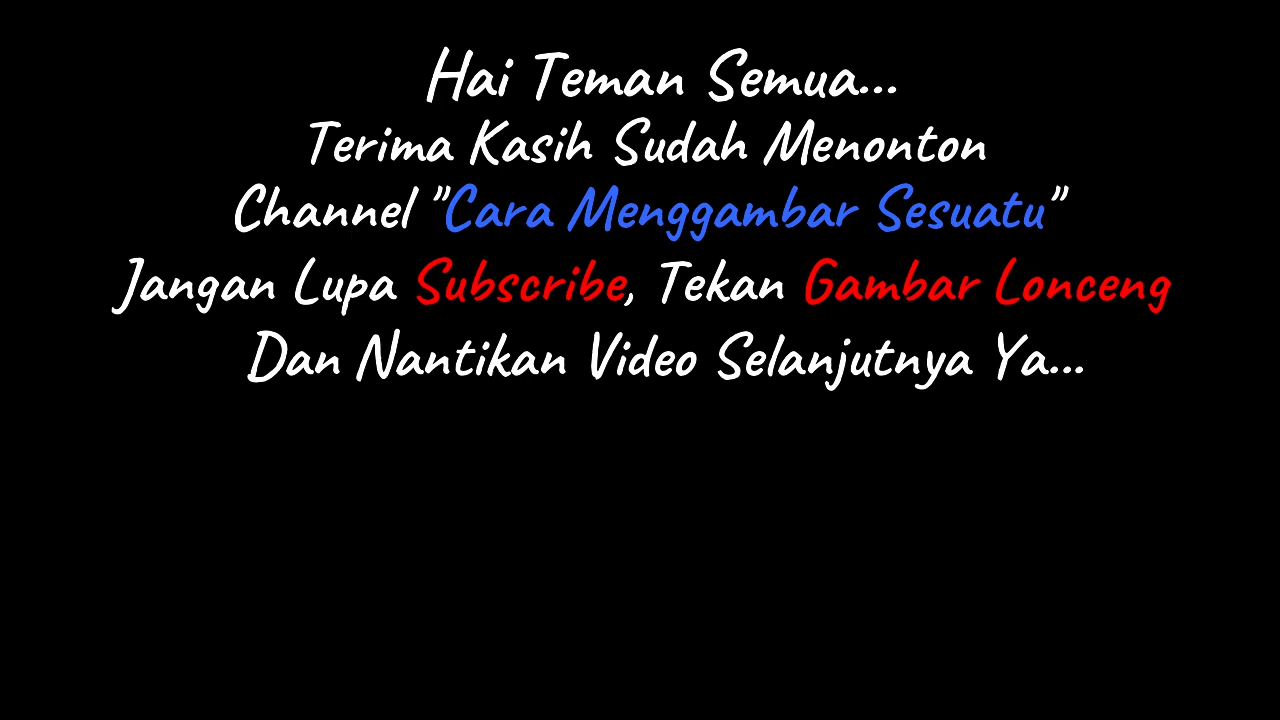 Hai Teman Semua...
Terima Kasih Sudah Menonton
Channel "Cara Menggambar Sesuatu"
Jangan Lupa Subscribe, Tekan Gambar Lonceng
Dan Nantikan Video Selanjutnya Ya...